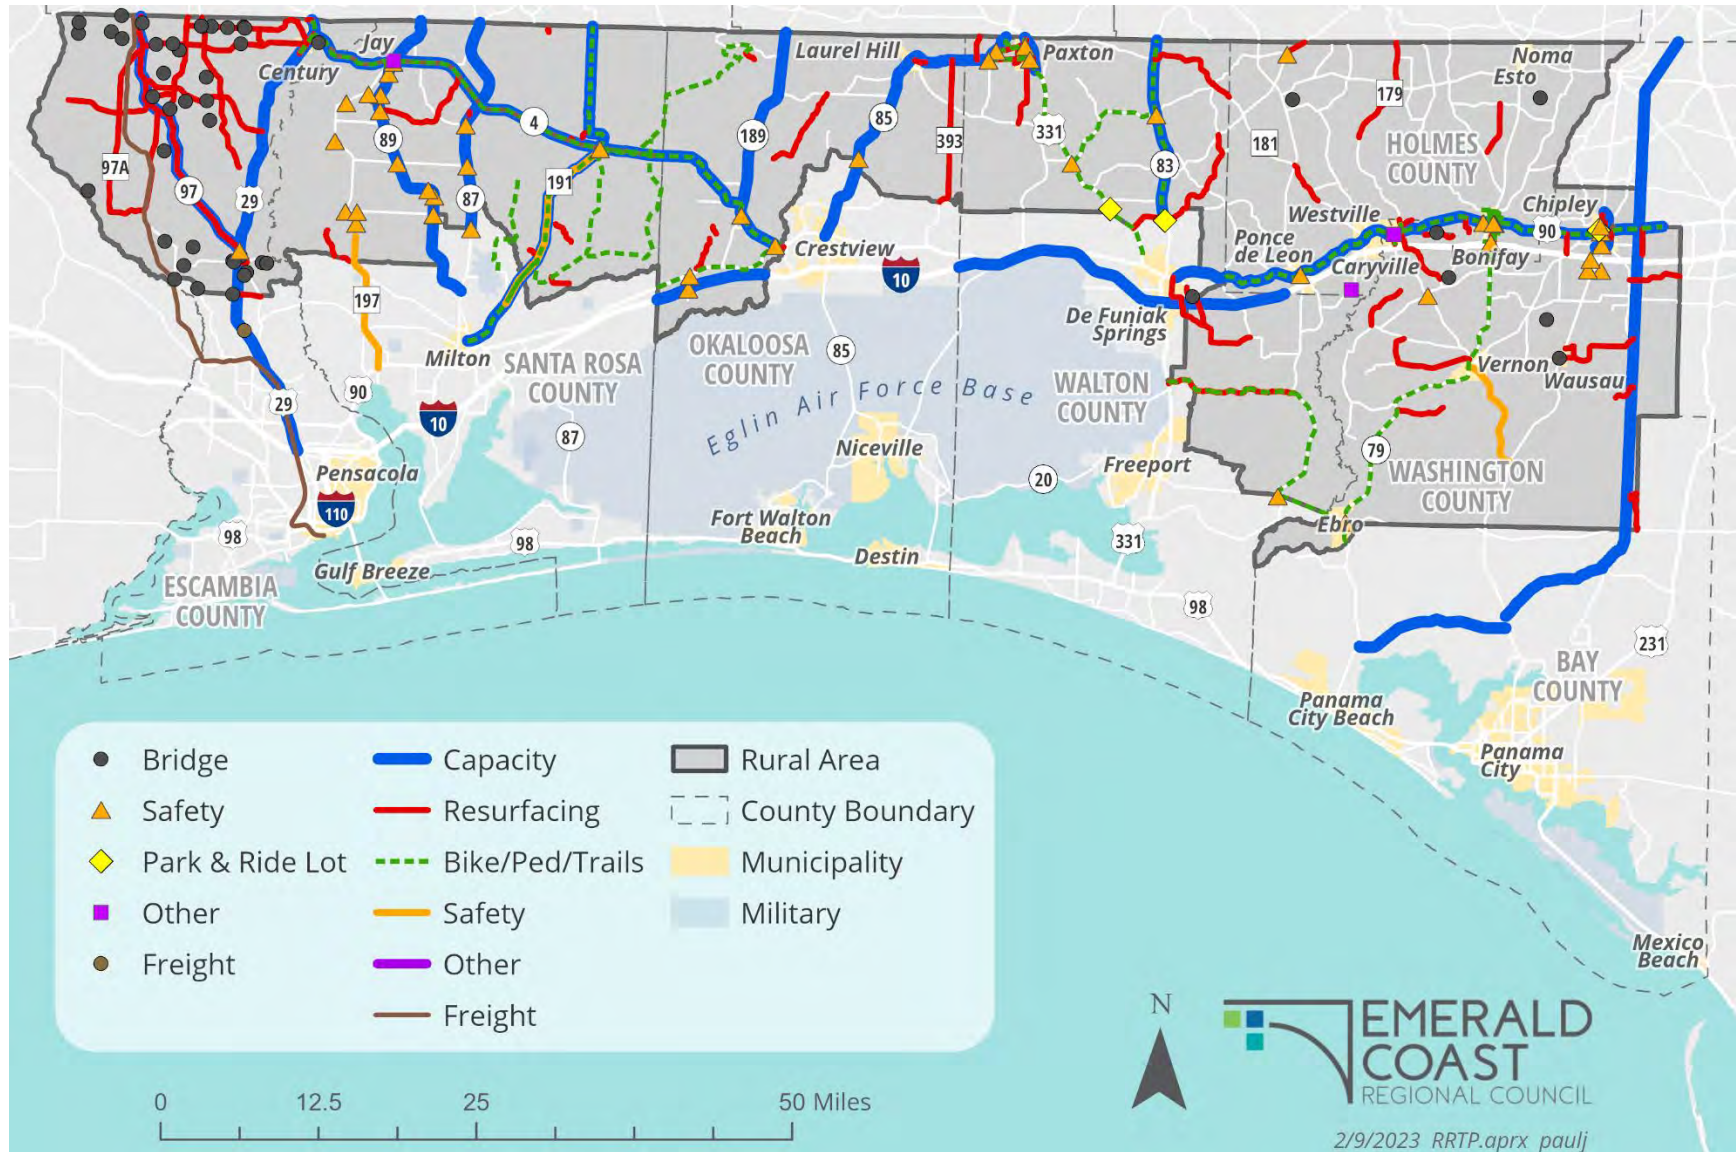 Jay
Century
Laurel Hill
Paxton
Noma
Esto
4
89
87
97A
97
29
191
189
85
393
331
83
181
179
HOLMES
COUNTY
Westville
Chipley
90
Ponce
de Leon
Caryville
Bonifay
Crestview
10
197
Milton
SANTA ROSA
COUNTY
OKALOOSA
COUNTY
85
De Funiak
Springs
WALTON
COUNTY
Vernon
Wausau
29
90
10
87
Eglin Air Force Base
Niceville
20
Freeport
79
WASHINGTON
COUNTY
Pensacola
110
Fort Walton
Beach
Destin
331
Ebro
98
98
Gulf Breeze
ESCAMBIA
COUNTY
98
231
BAY
COUNTY
Panama
City Beach
Panama
City
Mexico
Beach
Bridge
Safety
Park & Ride Lot
Other
Freight
Capacity
Resurfacing
Bike/Ped/Trails
Safety
Other
Freight
Rural Area
County Boundary
Municipality
Military
0 12.5 25 50 Miles
N
EMERALD
COAST
REGIONAL COUNCIL
2/9/2023 RRTP.aprx paulj